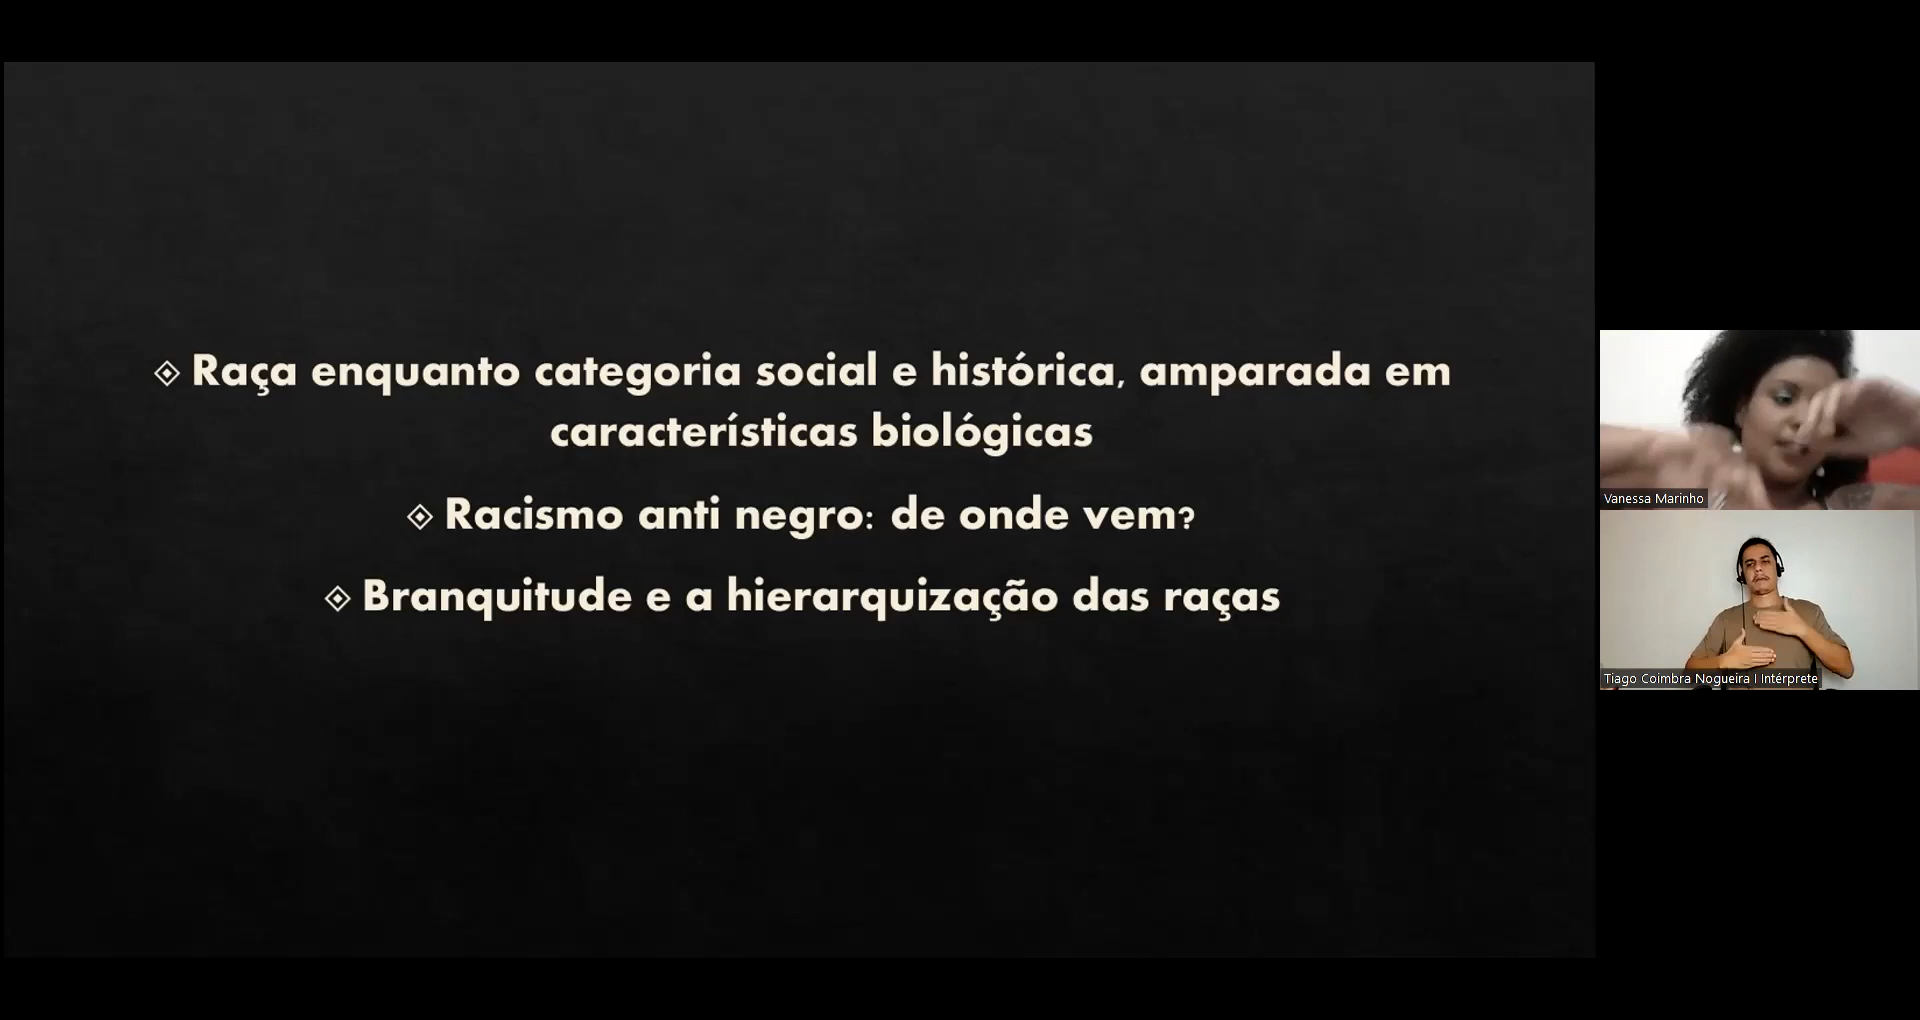 Raça enquanto categoria social e histórica, amparada em
características biológicas
Racismo anti negro: de onde vem?
Branquitude e a hierarquização das raças
Vanessa Marinho
Tiago Coimbra Nogueira I Intérprete